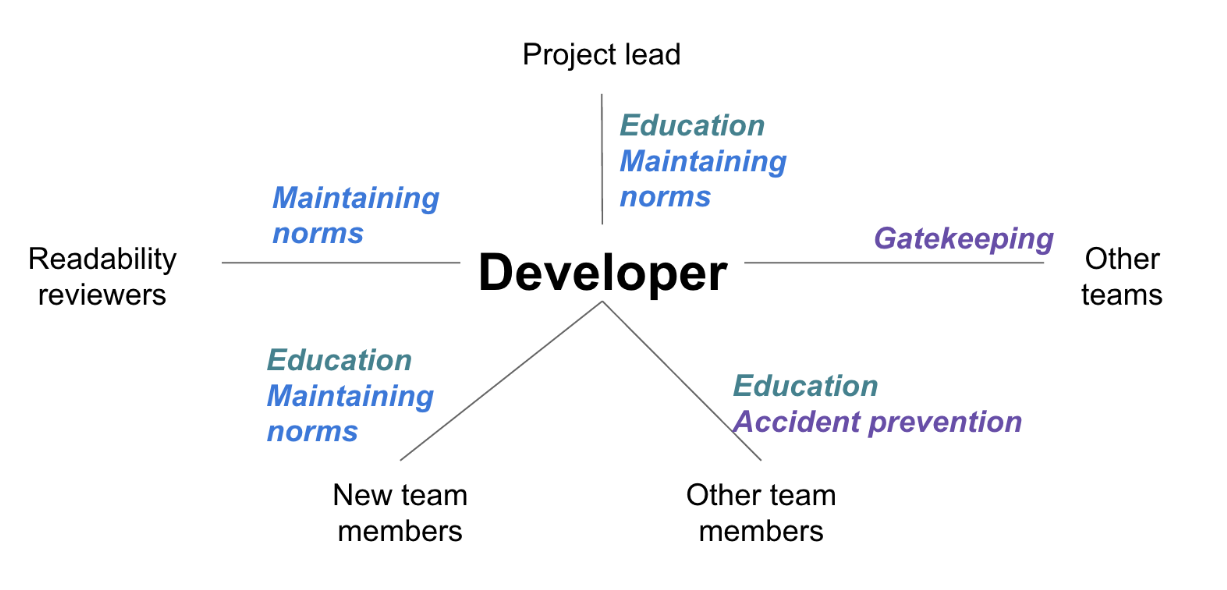 Project lead
Education
Maintaining
norms
Maintaining
norms
Gatekeeping
Readability
reviewers
Developer
Other
teams
Education
Maintaining
norms
Education
Accident prevention
New team
members
Other team
members